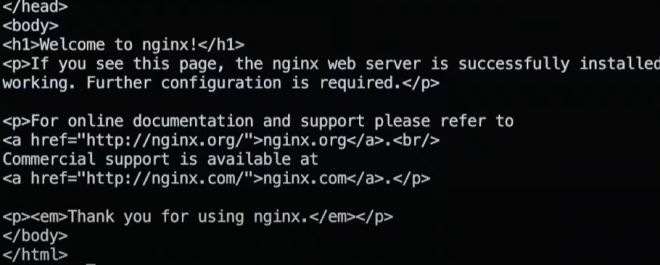 </head>
<body>
<h1>Welcome to nginx!</h1>
<p>If you see this page, the nginx web server is successfully installed
working. Further configuration is required.</p>
<p>For online documentation and support please refer to
<a href="http://nginx.org/">nginx.org</a>.<br/>
Commercial support is available at
<a href="http://nginx.com/">nginx.com</a>.</p>
<p><em>Thank you for using nginx.</em></p>
</body>
</html>